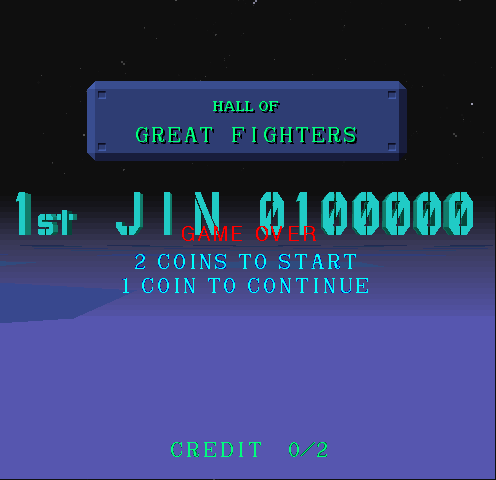 HALL OF
GREAT FIGHTERS
1st JIN 0100000
GAME OVER
2 COINS TO START
1 COIN TO CONTINUE
CREDIT 0/2